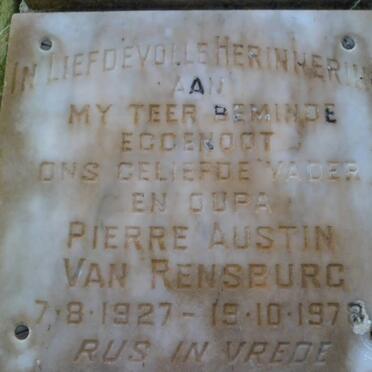 IN LIEFDEVOLLE HERINNERING
AAN
MY TEER BEMINDE
EGGENOOT
ONS GELIEFDE VADER
EN OUPA
PIERRE AUSTIN
VAN RENSBURG
7·8·1927 – 19·10·1978
RUS IN VREDE